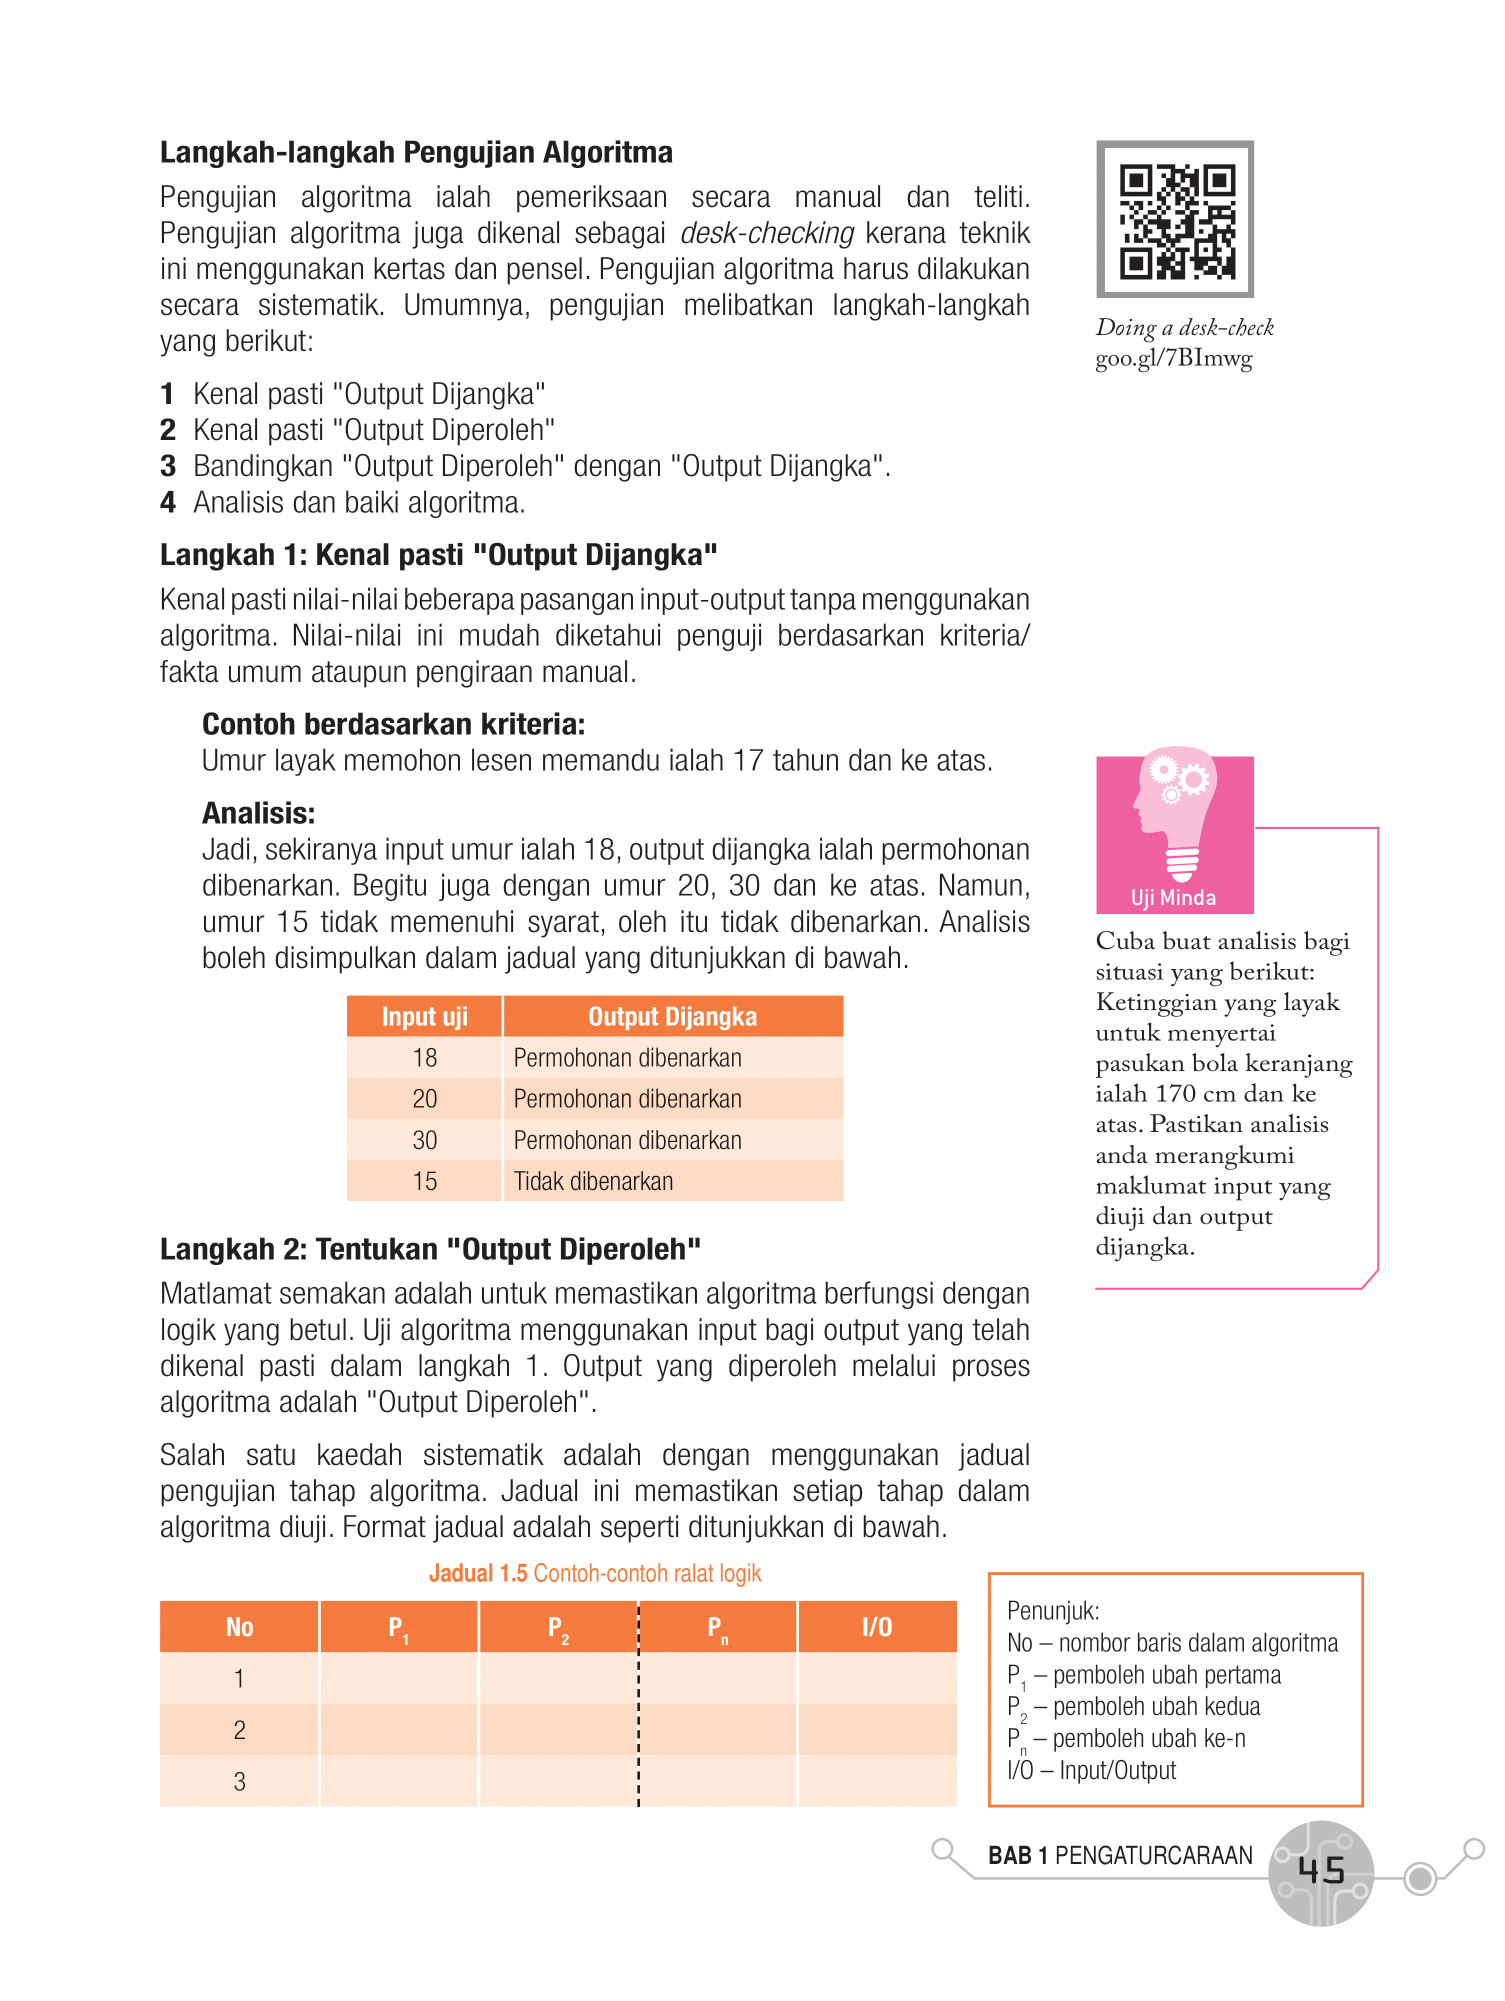 Langkah-langkah Pengujian Algoritma
Pengujian algoritma ialah pemeriksaan secara manual dan teliti.
Pengujian algoritma juga dikenal sebagai desk-checking kerana teknik
ini menggunakan kertas dan pensel. Pengujian algoritma harus dilakukan
secara sistematik. Umumnya, pengujian melibatkan langkah-langkah
yang berikut:
1 Kenal pasti "Output Dijangka"
2 Kenal pasti "Output Diperoleh"
3 Bandingkan "Output Diperoleh" dengan "Output Dijangka".
4 Analisis dan baiki algoritma.
Doing a desk-check
goo.gl/7BImwg
Langkah 1: Kenal pasti "Output Dijangka"
Kenal pasti nilai-nilai beberapa pasangan input-output tanpa menggunakan
algoritma. Nilai-nilai ini mudah diketahui penguji berdasarkan kriteria/
fakta umum ataupun pengiraan manual.
Contoh berdasarkan kriteria:
Umur layak memohon lesen memandu ialah 17 tahun dan ke atas.
Analisis:
Jadi, sekiranya input umur ialah 18, output dijangka ialah permohonan
dibenarkan. Begitu juga dengan umur 20, 30 dan ke atas. Namun,
umur 15 tidak memenuhi syarat, oleh itu tidak dibenarkan. Analisis
boleh disimpulkan dalam jadual yang ditunjukkan di bawah.
Input uji Output Dijangka
18 Permohonan dibenarkan
20 Permohonan dibenarkan
30 Permohonan dibenarkan
15 Tidak dibenarkan
Uji Minda
Cuba buat analisis bagi
situasi yang berikut:
Ketinggian yang layak
untuk menyertai
pasukan bola keranjang
ialah 170 cm dan ke
atas. Pastikan analisis
anda merangkumi
maklumat input yang
diuji dan output
dijangka.
Langkah 2: Tentukan "Output Diperoleh"
Matlamat semakan adalah untuk memastikan algoritma berfungsi dengan
logik yang betul. Uji algoritma menggunakan input bagi output yang telah
dikenal pasti dalam langkah 1. Output yang diperoleh melalui proses
algoritma adalah "Output Diperoleh".
Salah satu kaedah sistematik adalah dengan menggunakan jadual
pengujian tahap algoritma. Jadual ini memastikan setiap tahap dalam
algoritma diuji. Format jadual adalah seperti ditunjukkan di bawah.
Jadual 1.5 Contoh-contoh ralat logik
No P1 P2 Pn I/O
1
2
3
Penunjuk:
No – nombor baris dalam algoritma
P1 – pemboleh ubah pertama
P2 – pemboleh ubah kedua
Pn – pemboleh ubah ke-n
I/O – Input/Output
BAB 1 PENGATURCARAAN 45